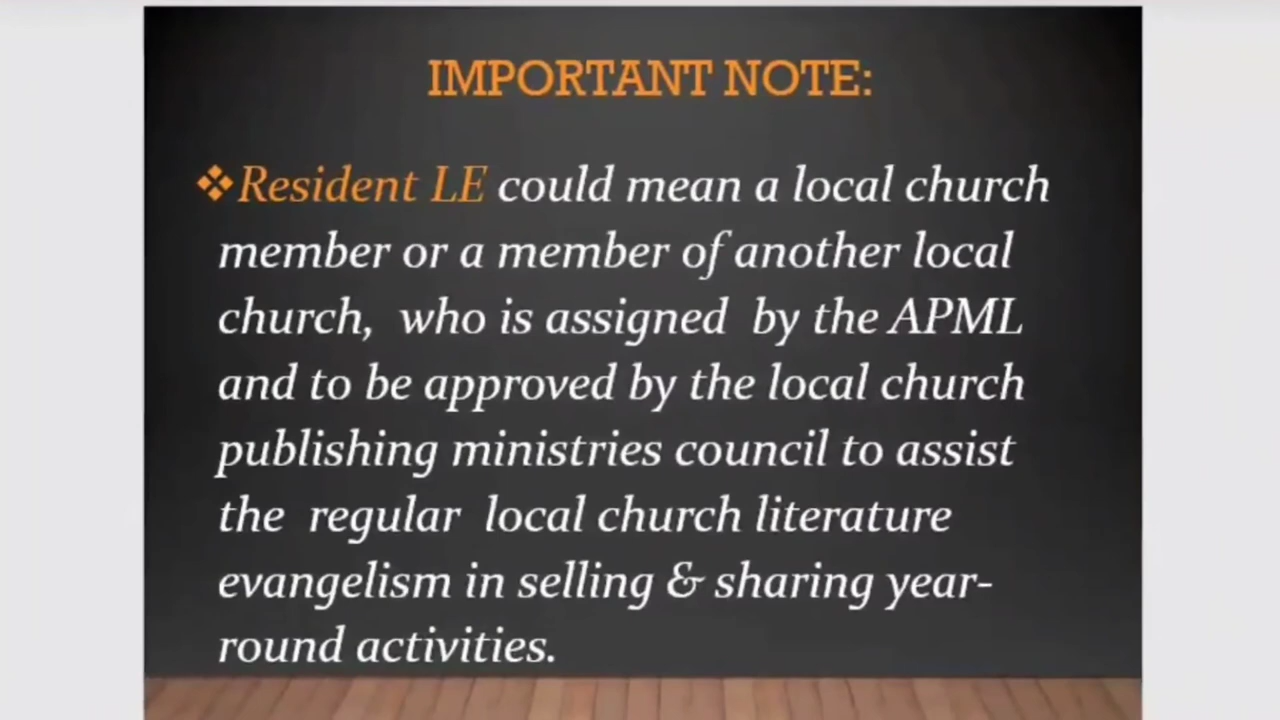 IMPORTANT NOTE:
❖Resident LE could mean a local church
member or a member of another local
church, who is assigned by the APML
and to be approved by the local church
publishing ministries council to assist
the regular local church literature
evangelism in selling & sharing year-
round activities.